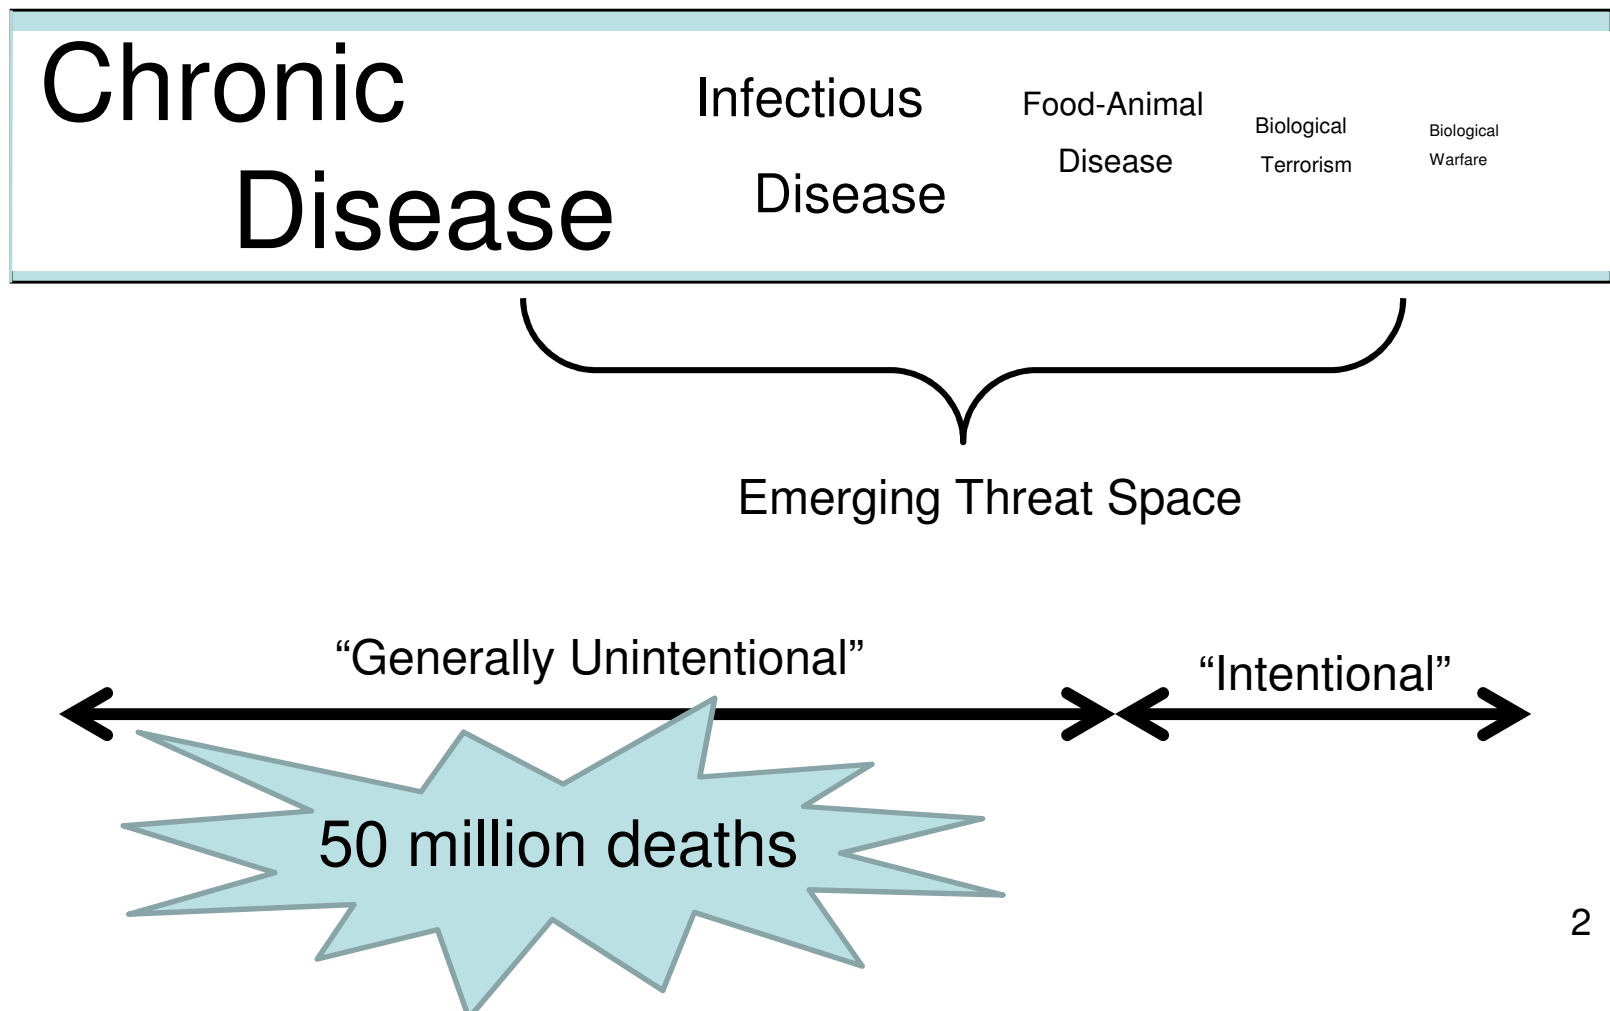 Chronic
Disease
Infectious
Disease
Food-Animal
Disease
Biological
Terrorism
Biological
Warfare
Emerging Threat Space
“Generally Unintentional”
“Intentional”
50 million deaths
2